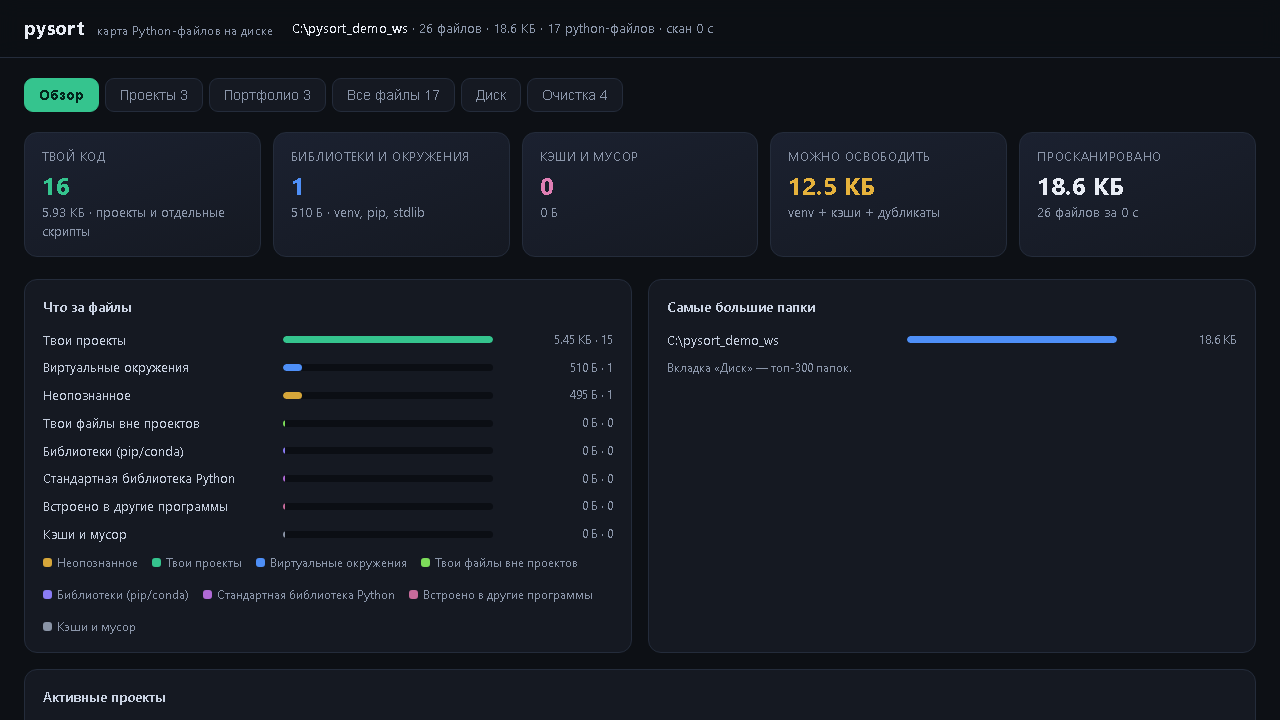 pysort карта Python-файлов на диске C:\pysort_demo_ws · 26 файлов · 18.6 КБ · 17 python-файлов · скан 0 с
Обзор Проекты 3 Портфолио 3 Все файлы 17 Диск Очистка 4
ТВОЙ КОД
16
5.93 КБ · проекты и отдельные
скрипты
БИБЛИОТЕКИ И ОКРУЖЕНИЯ
1
510 Б · venv, pip, stdlib
КЭШИ И МУСОР
0
0 Б
МОЖНО ОСВОБОДИТЬ
12.5 КБ
venv + кэши + дубликаты
ПРОСКАНИРОВАНО
18.6 КБ
26 файлов за 0 с
Что за файлы
Твои проекты 5.45 КБ · 15
Виртуальные окружения 510 Б · 1
Неопознанное 495 Б · 1
Твои файлы вне проектов 0 Б · 0
Библиотеки (pip/conda) 0 Б · 0
Стандартная библиотека Python 0 Б · 0
Встроено в другие программы 0 Б · 0
Кэши и мусор 0 Б · 0
Неопознанное Твои проекты Виртуальные окружения Твои файлы вне проектов
Библиотеки (pip/conda) Стандартная библиотека Python Встроено в другие программы
Кэши и мусор
Самые большие папки
C:\pysort_demo_ws 18.6 КБ
Вкладка «Диск» — топ-300 папок.
Активные проекты